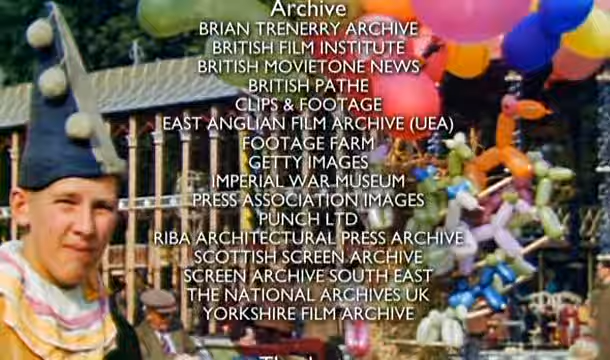 Archive
BRIAN TRENERRY ARCHIVE
BRITISH FILM INSTITUTE
BRITISH MOVIETONE NEWS
BRITISH PATHE
CLIPS & FOOTAGE
EAST ANGLIAN FILM ARCHIVE (UEA)
FOOTAGE FARM
GETTY IMAGES
IMPERIAL WAR MUSEUM
PRESS ASSOCIATION IMAGES
PUNCH LTD
RIBA ARCHITECTURAL PRESS ARCHIVE
SCOTTISH SCREEN ARCHIVE
SCREEN ARCHIVE SOUTH EAST
THE NATIONAL ARCHIVES UK
YORKSHIRE FILM ARCHIVE